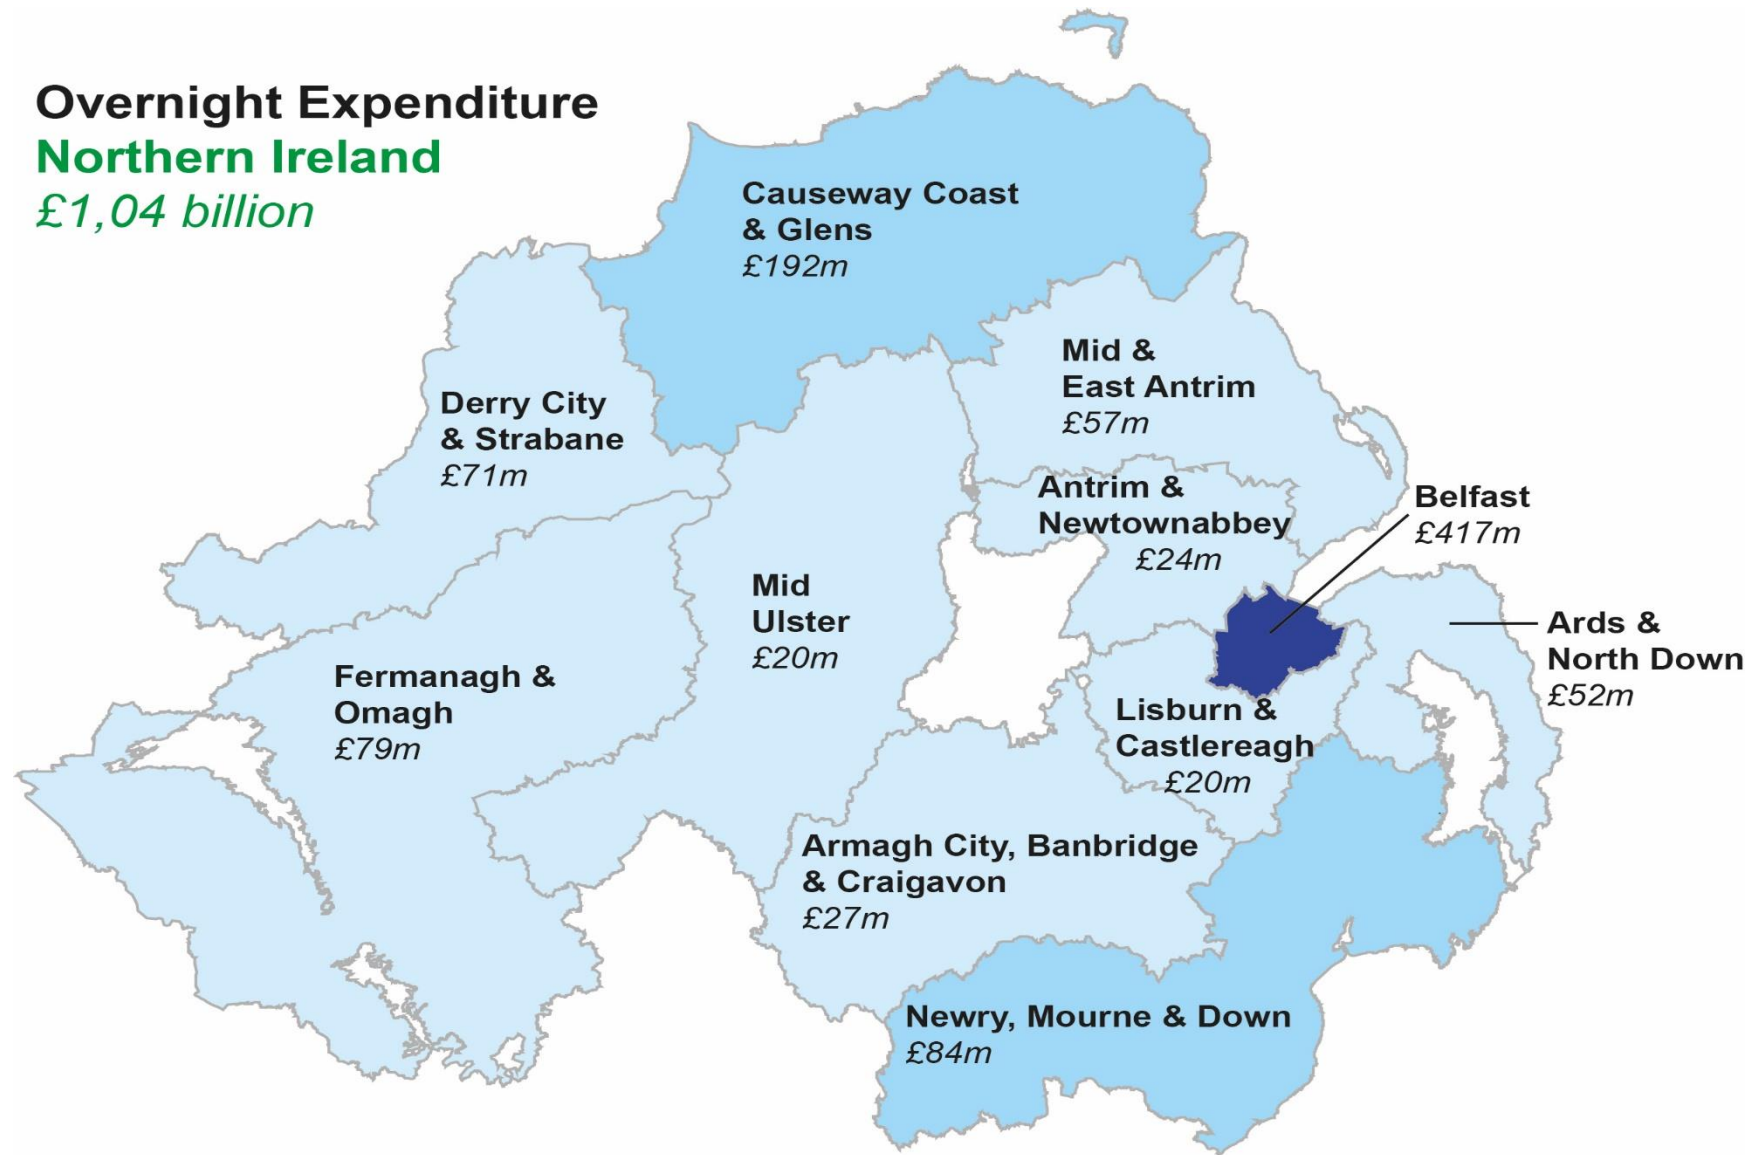 Overnight Expenditure
Northern Ireland
£1,04 billion
Causeway Coast
& Glens
£192m
Mid &
East Antrim
£57m
Derry City
& Strabane
£71m
Antrim &
Newtownabbey
£24m
Belfast
£417m
Mid
Ulster
£20m
Ards &
North Down
£52m
Fermanagh &
Omagh
£79m
Lisburn &
Castlereagh
£20m
Armagh City, Banbridge
& Craigavon
£27m
Newry, Mourne & Down
£84m